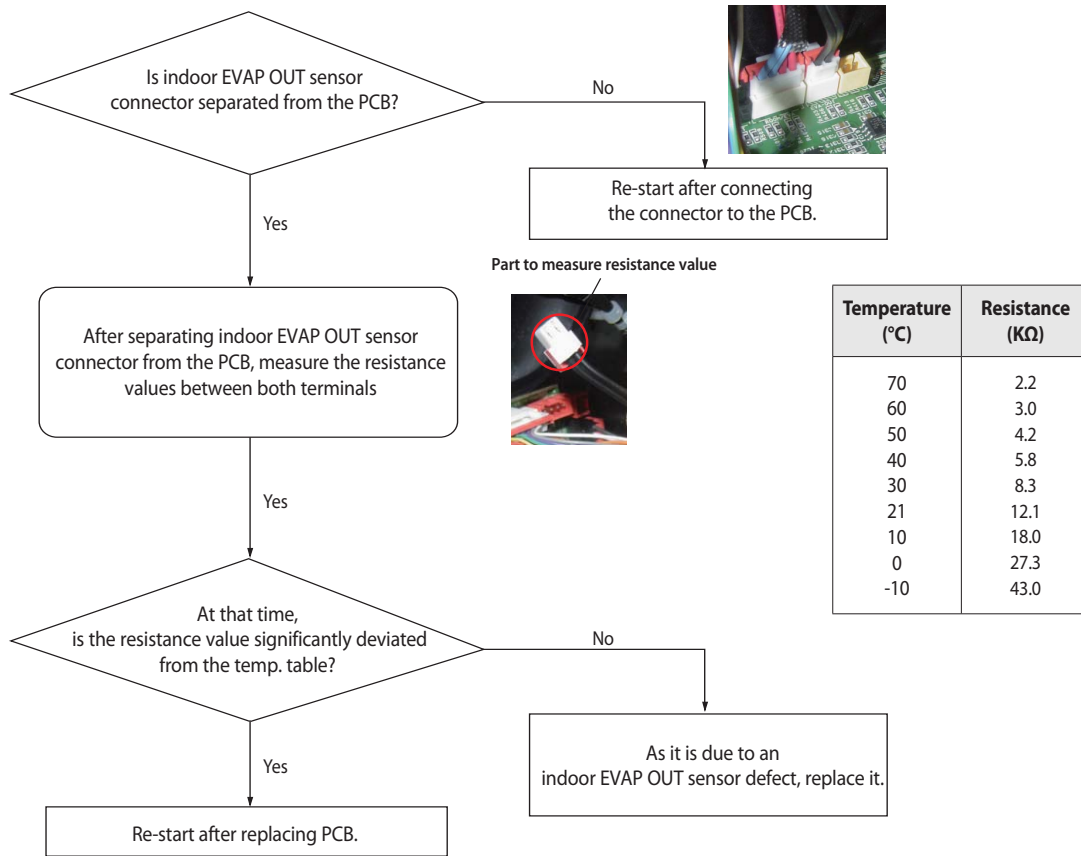 Is indoor EVAP OUT sensor
connector separated from the PCB?
No
Re-start after connecting
the connector to the PCB.
Yes
Part to measure resistance value
After separating indoor EVAP OUT sensor
connector from the PCB, measure the resistance
values between both terminals
Temperature
(°C)
Resistance
(KΩ)
70 2.2
60 3.0
50 4.2
40 5.8
30 8.3
21 12.1
10 18.0
0 27.3
-10 43.0
Yes
At that time,
is the resistance value significantly deviated
from the temp. table?
No
As it is due to an
indoor EVAP OUT sensor defect, replace it.
Yes
Re-start after replacing PCB.